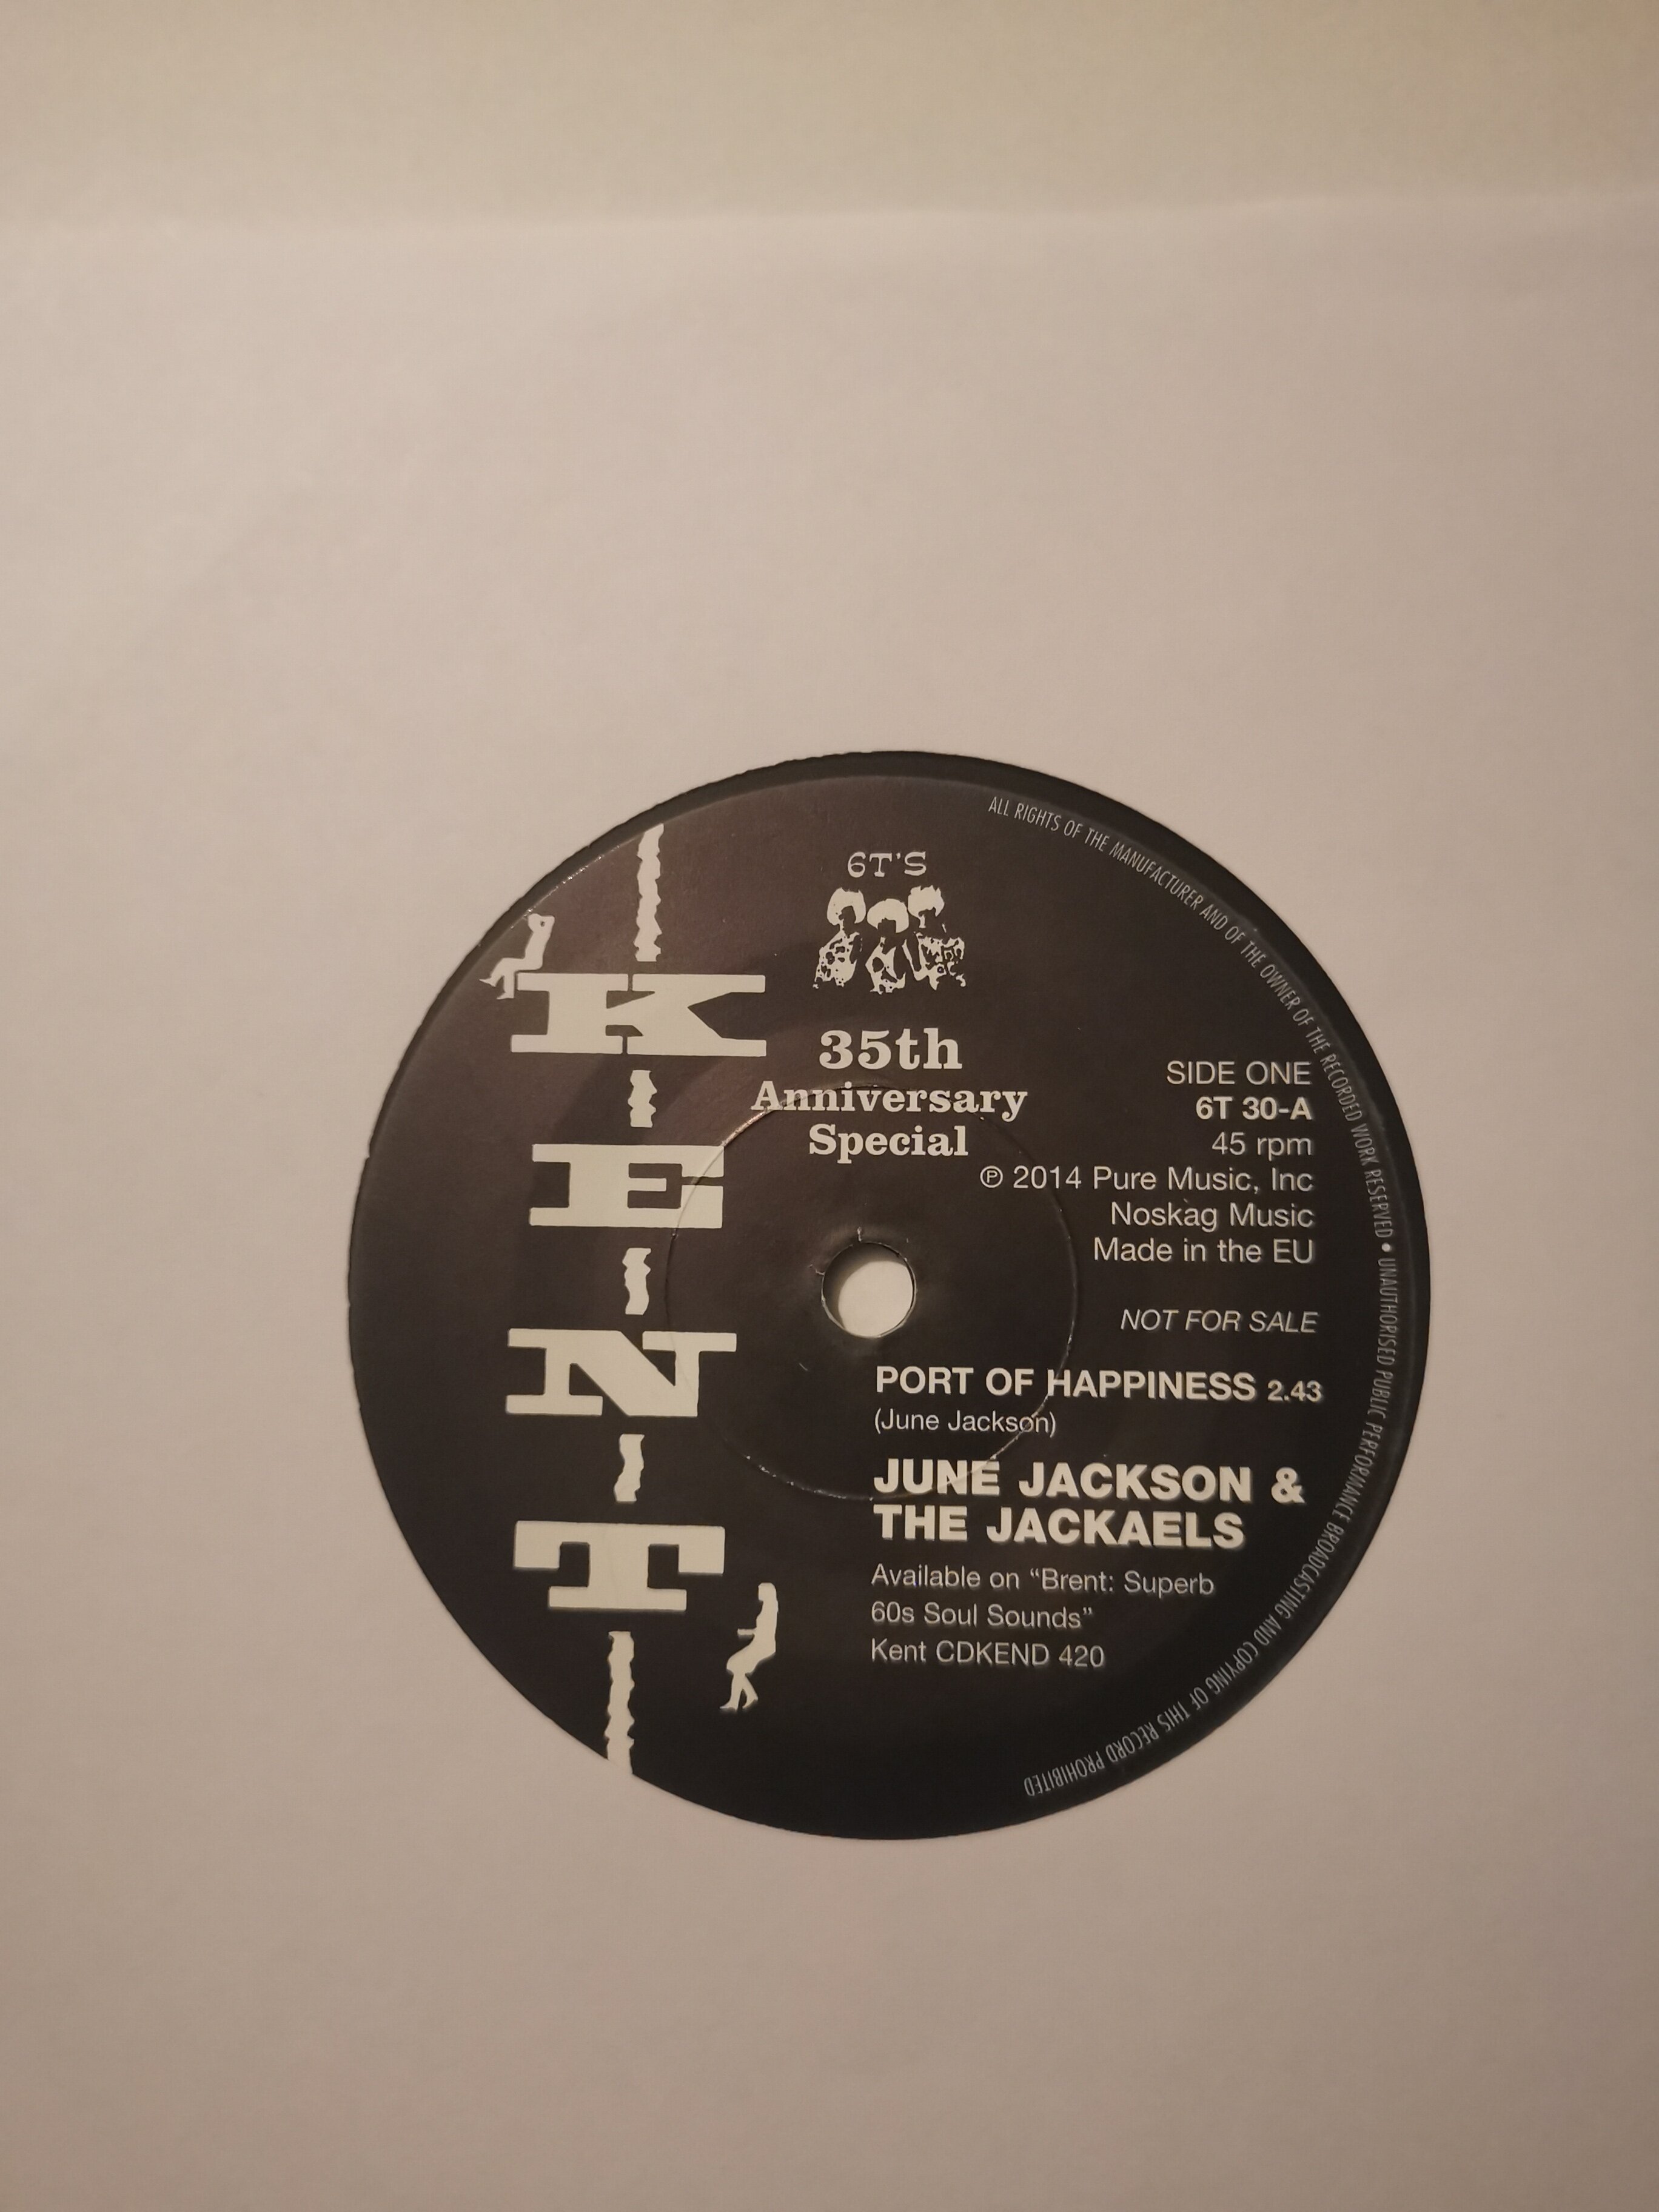 KENT
6T'S
35th
Anniversary
Special
SIDE ONE
6T 30-A
45 rpm
℗ 2014 Pure Music, Inc
Noskag Music
Made in the EU
NOT FOR SALE
PORT OF HAPPINESS 2.43
(June Jackson)
JUNE JACKSON &
THE JACKAELS
Available on “Brent: Superb
60s Soul Sounds”
Kent CDKEND 420
ALL RIGHTS OF THE MANUFACTURER AND OF THE OWNER OF THE RECORDED WORK RESERVED • UNAUTHORISED PUBLIC PERFORMANCE BROADCASTING AND COPYING OF THIS RECORD PROHIBITED